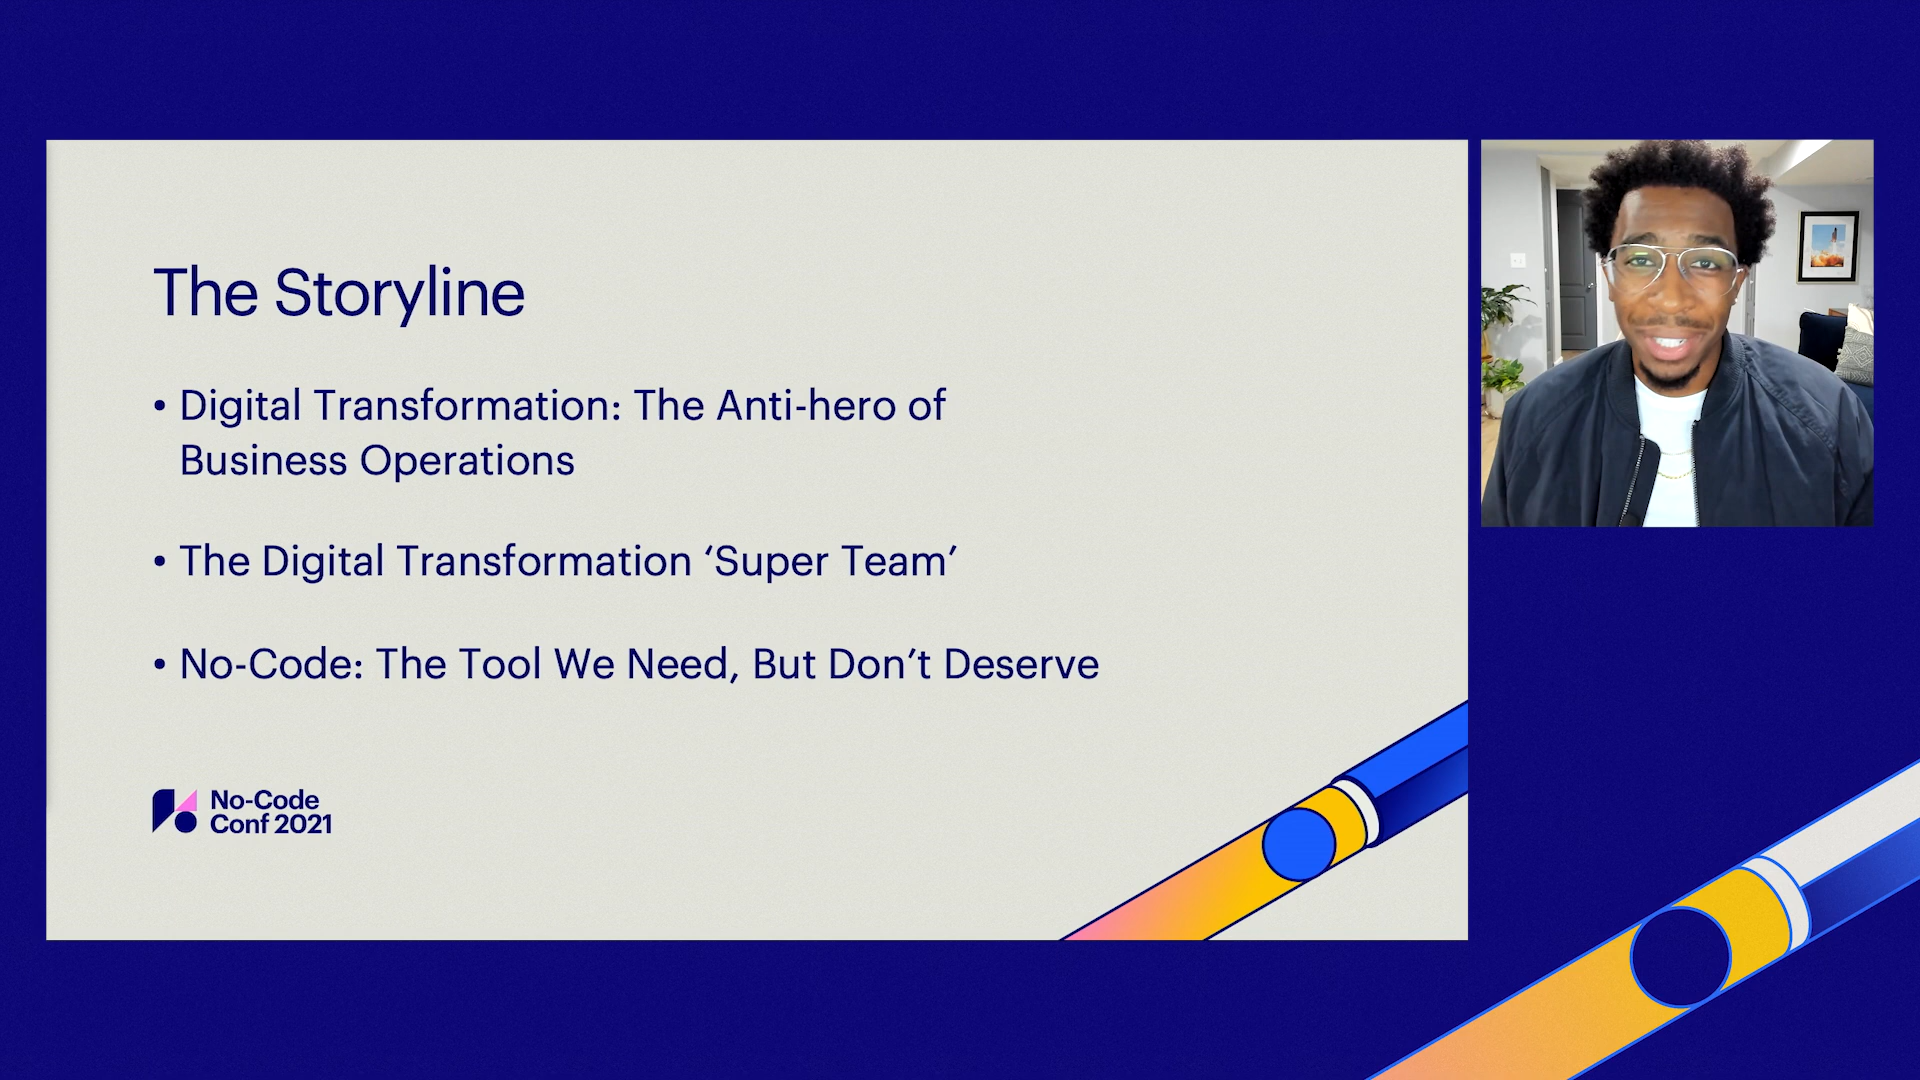 The Storyline
• Digital Transformation: The Anti-hero of
Business Operations
• The Digital Transformation ‘Super Team’
• No-Code: The Tool We Need, But Don’t Deserve
No-Code
Conf 2021